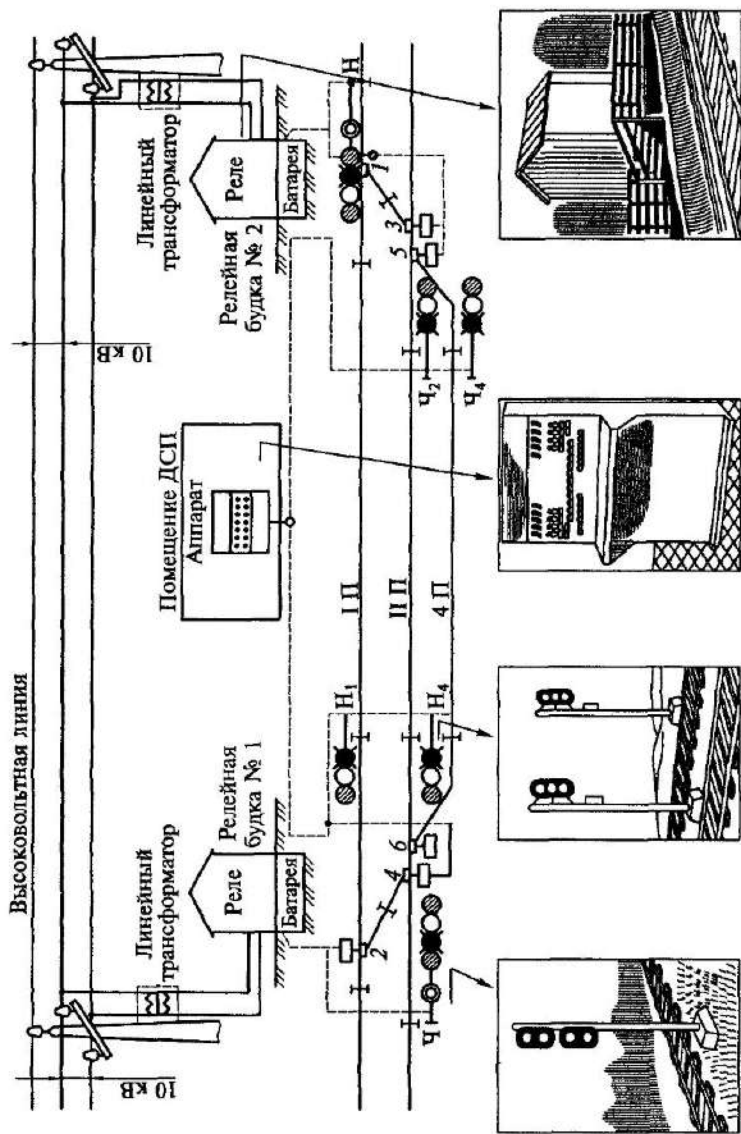 Высоковольтная линия
10 кВ
10 кВ
Линейный
трансформатор
Линейный
трансформатор
Реле
Батарея
Релейная
будка № 1
Помещение ДСП
Аппарат
Релейная
будка № 2
Реле
Батарея
2
4
6
Ч
Н₁
Н₄
I П
II П
4 П
Ч₂
Ч₄
5
3
1
Н